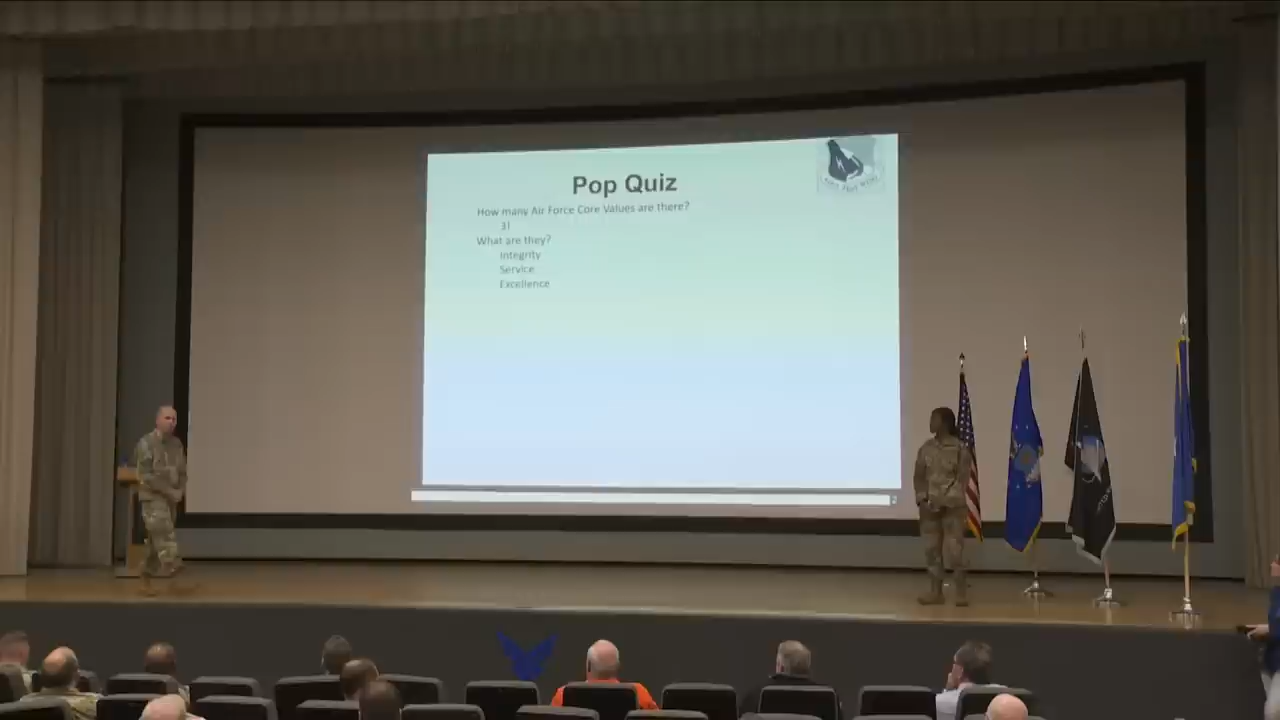 Pop Quiz
How many Air Force Core Values are there?
3!
What are they?
Integrity
Service
Excellence